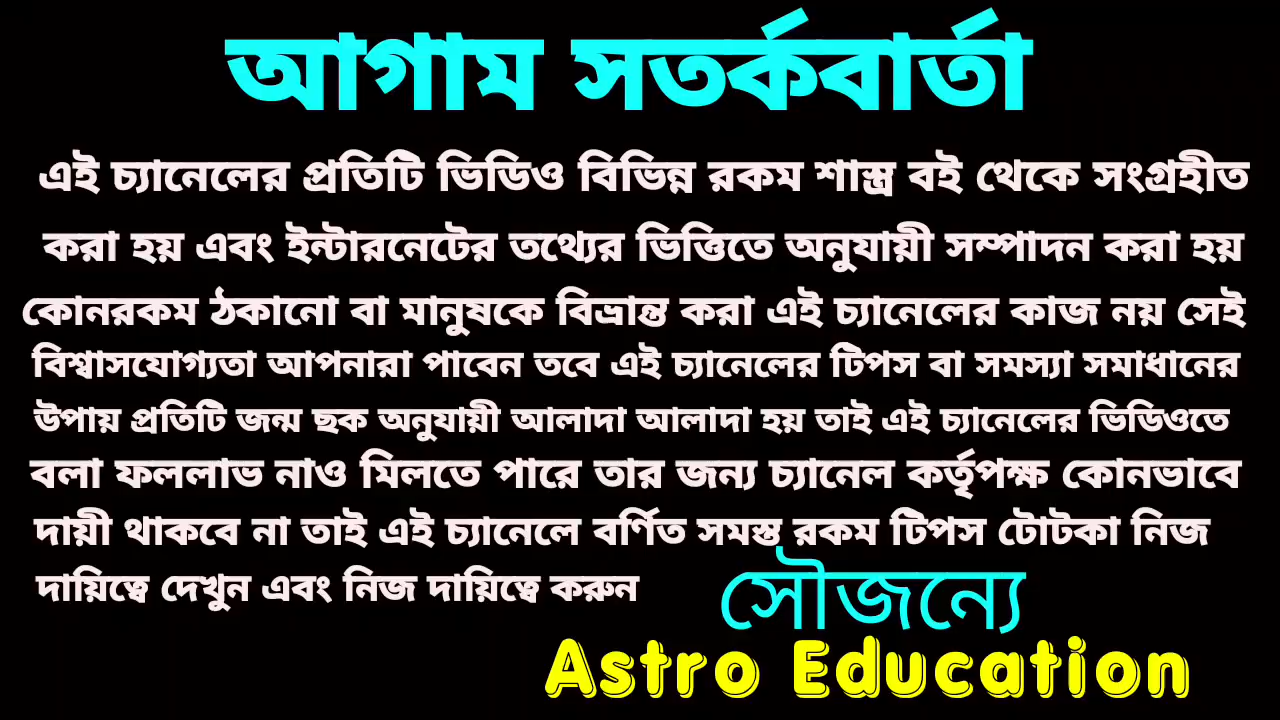 আগাম সতর্কবার্তা
এই চ্যানেলের প্রতিটি ভিডিও বিভিন্ন রকম শাস্ত্র বই থেকে সংগ্রহীত
করা হয় এবং ইন্টারনেটের তথ্যের ভিত্তিতে অনুযায়ী সম্পাদন করা হয়
কোনরকম ঠকানো বা মানুষকে বিভ্রান্ত করা এই চ্যানেলের কাজ নয় সেই
বিশ্বাসযোগ্যতা আপনারা পাবেন তবে এই চ্যানেলের টিপস বা সমস্যা সমাধানের
উপায় প্রতিটি জন্ম ছক অনুযায়ী আলাদা আলাদা হয় তাই এই চ্যানেলের ভিডিওতে
বলা ফললাভ নাও মিলতে পারে তার জন্য চ্যানেল কর্তৃপক্ষ কোনভাবে
দায়ী থাকবে না তাই এই চ্যানেলে বর্ণিত সমস্ত রকম টিপস টোটকা নিজ
দায়িত্বে দেখুন এবং নিজ দায়িত্বে করুন
সৌজন্যে
Astro Education